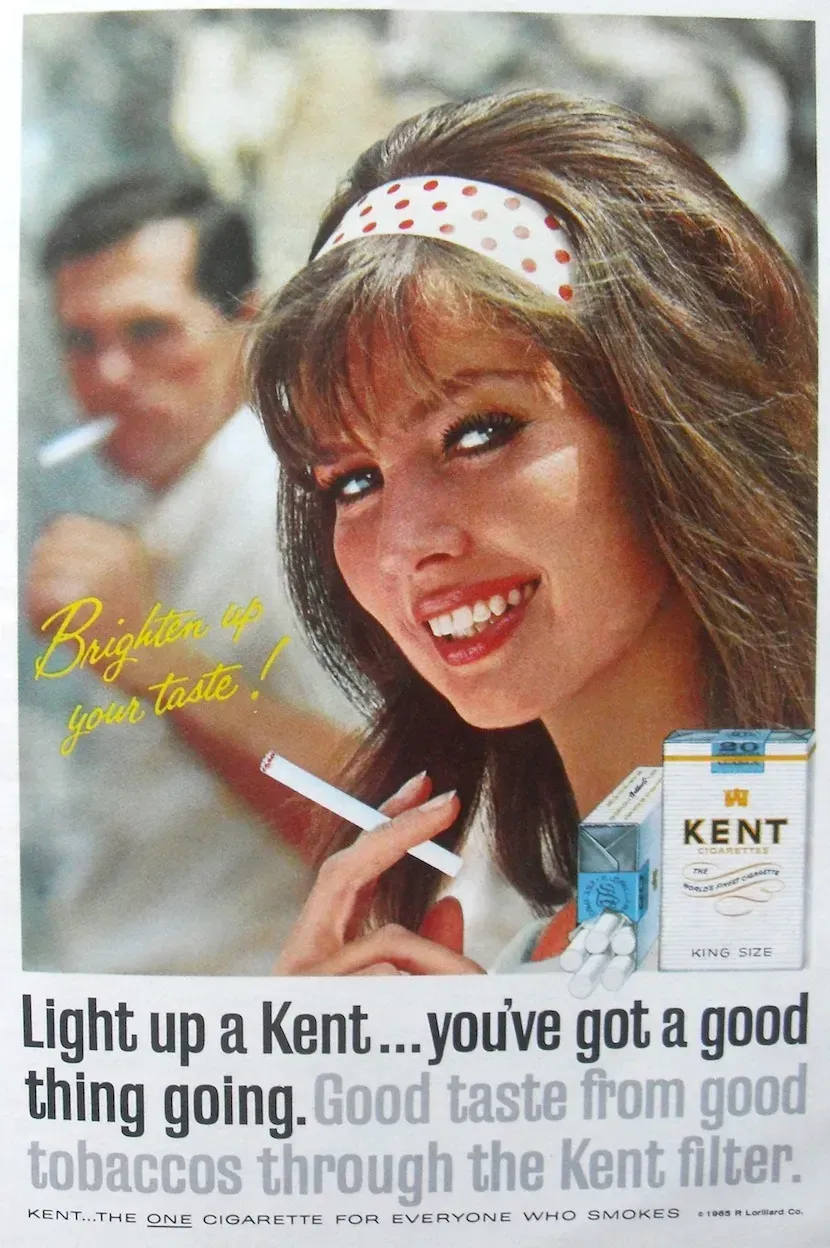 Brighten up
your taste!
20
KENT
CIGARETTES
THE
WORLD'S FINEST CIGARETTE
KING SIZE
Light up a Kent...you've got a good
thing going. Good taste from good
tobaccos through the Kent filter.
KENT...THE ONE CIGARETTE FOR EVERYONE WHO SMOKES © 1965 P. Lorillard Co.